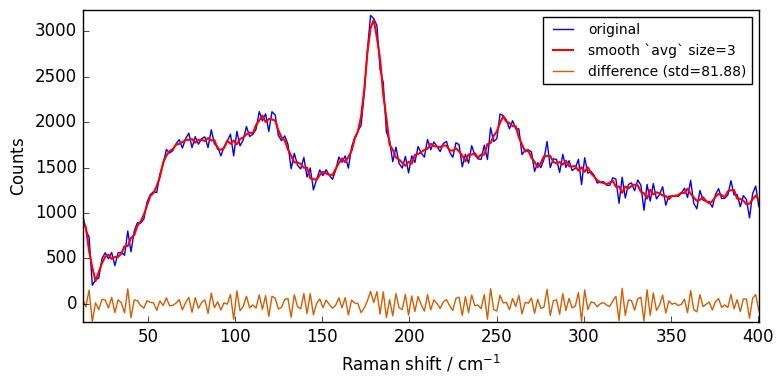 original
smooth `avg` size=3
difference (std=81.88)
3000
2500
2000
1500
1000
500
0
Counts
50 100 150 200 250 300 350 400
Raman shift / cm⁻¹